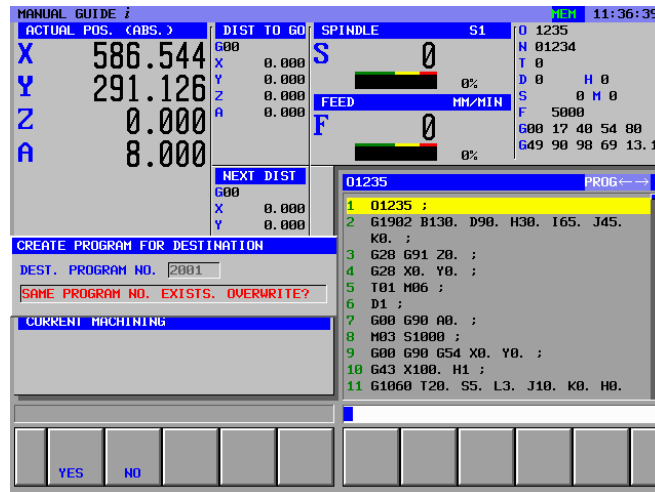 MANUAL GUIDE i MEM 11:36:39
ACTUAL POS. (ABS.)
X 586.544
Y 291.126
Z 0.000
A 8.000
DIST TO GO
G00
X 0.000
Y 0.000
Z 0.000
A 0.000
SPINDLE S1
S 0
0%
FEED MM/MIN
F 0
0%
O 1235
N 01234
T 0
D 0 H 0
S 0 M 0
F 5000
G00 17 40 54 80
G49 90 98 69 13.1
NEXT DIST
G00
X 0.000
Y 0.000
CREATE PROGRAM FOR DESTINATION
DEST. PROGRAM NO. 2001
SAME PROGRAM NO. EXISTS. OVERWRITE?
CURRENT MACHINING
O1235 PROG←→
1 O1235 ;
2 G1902 B130. D90. H30. I65. J45.
K0. ;
3 G28 G91 Z0. ;
4 G28 X0. Y0. ;
5 T01 M06 ;
6 D1 ;
7 G00 G90 A0. ;
8 M03 S1000 ;
9 G00 G90 G54 X0. Y0. ;
10 G43 X100. H1 ;
11 G1060 T20. S5. L3. J10. K0. H0.
YES NO